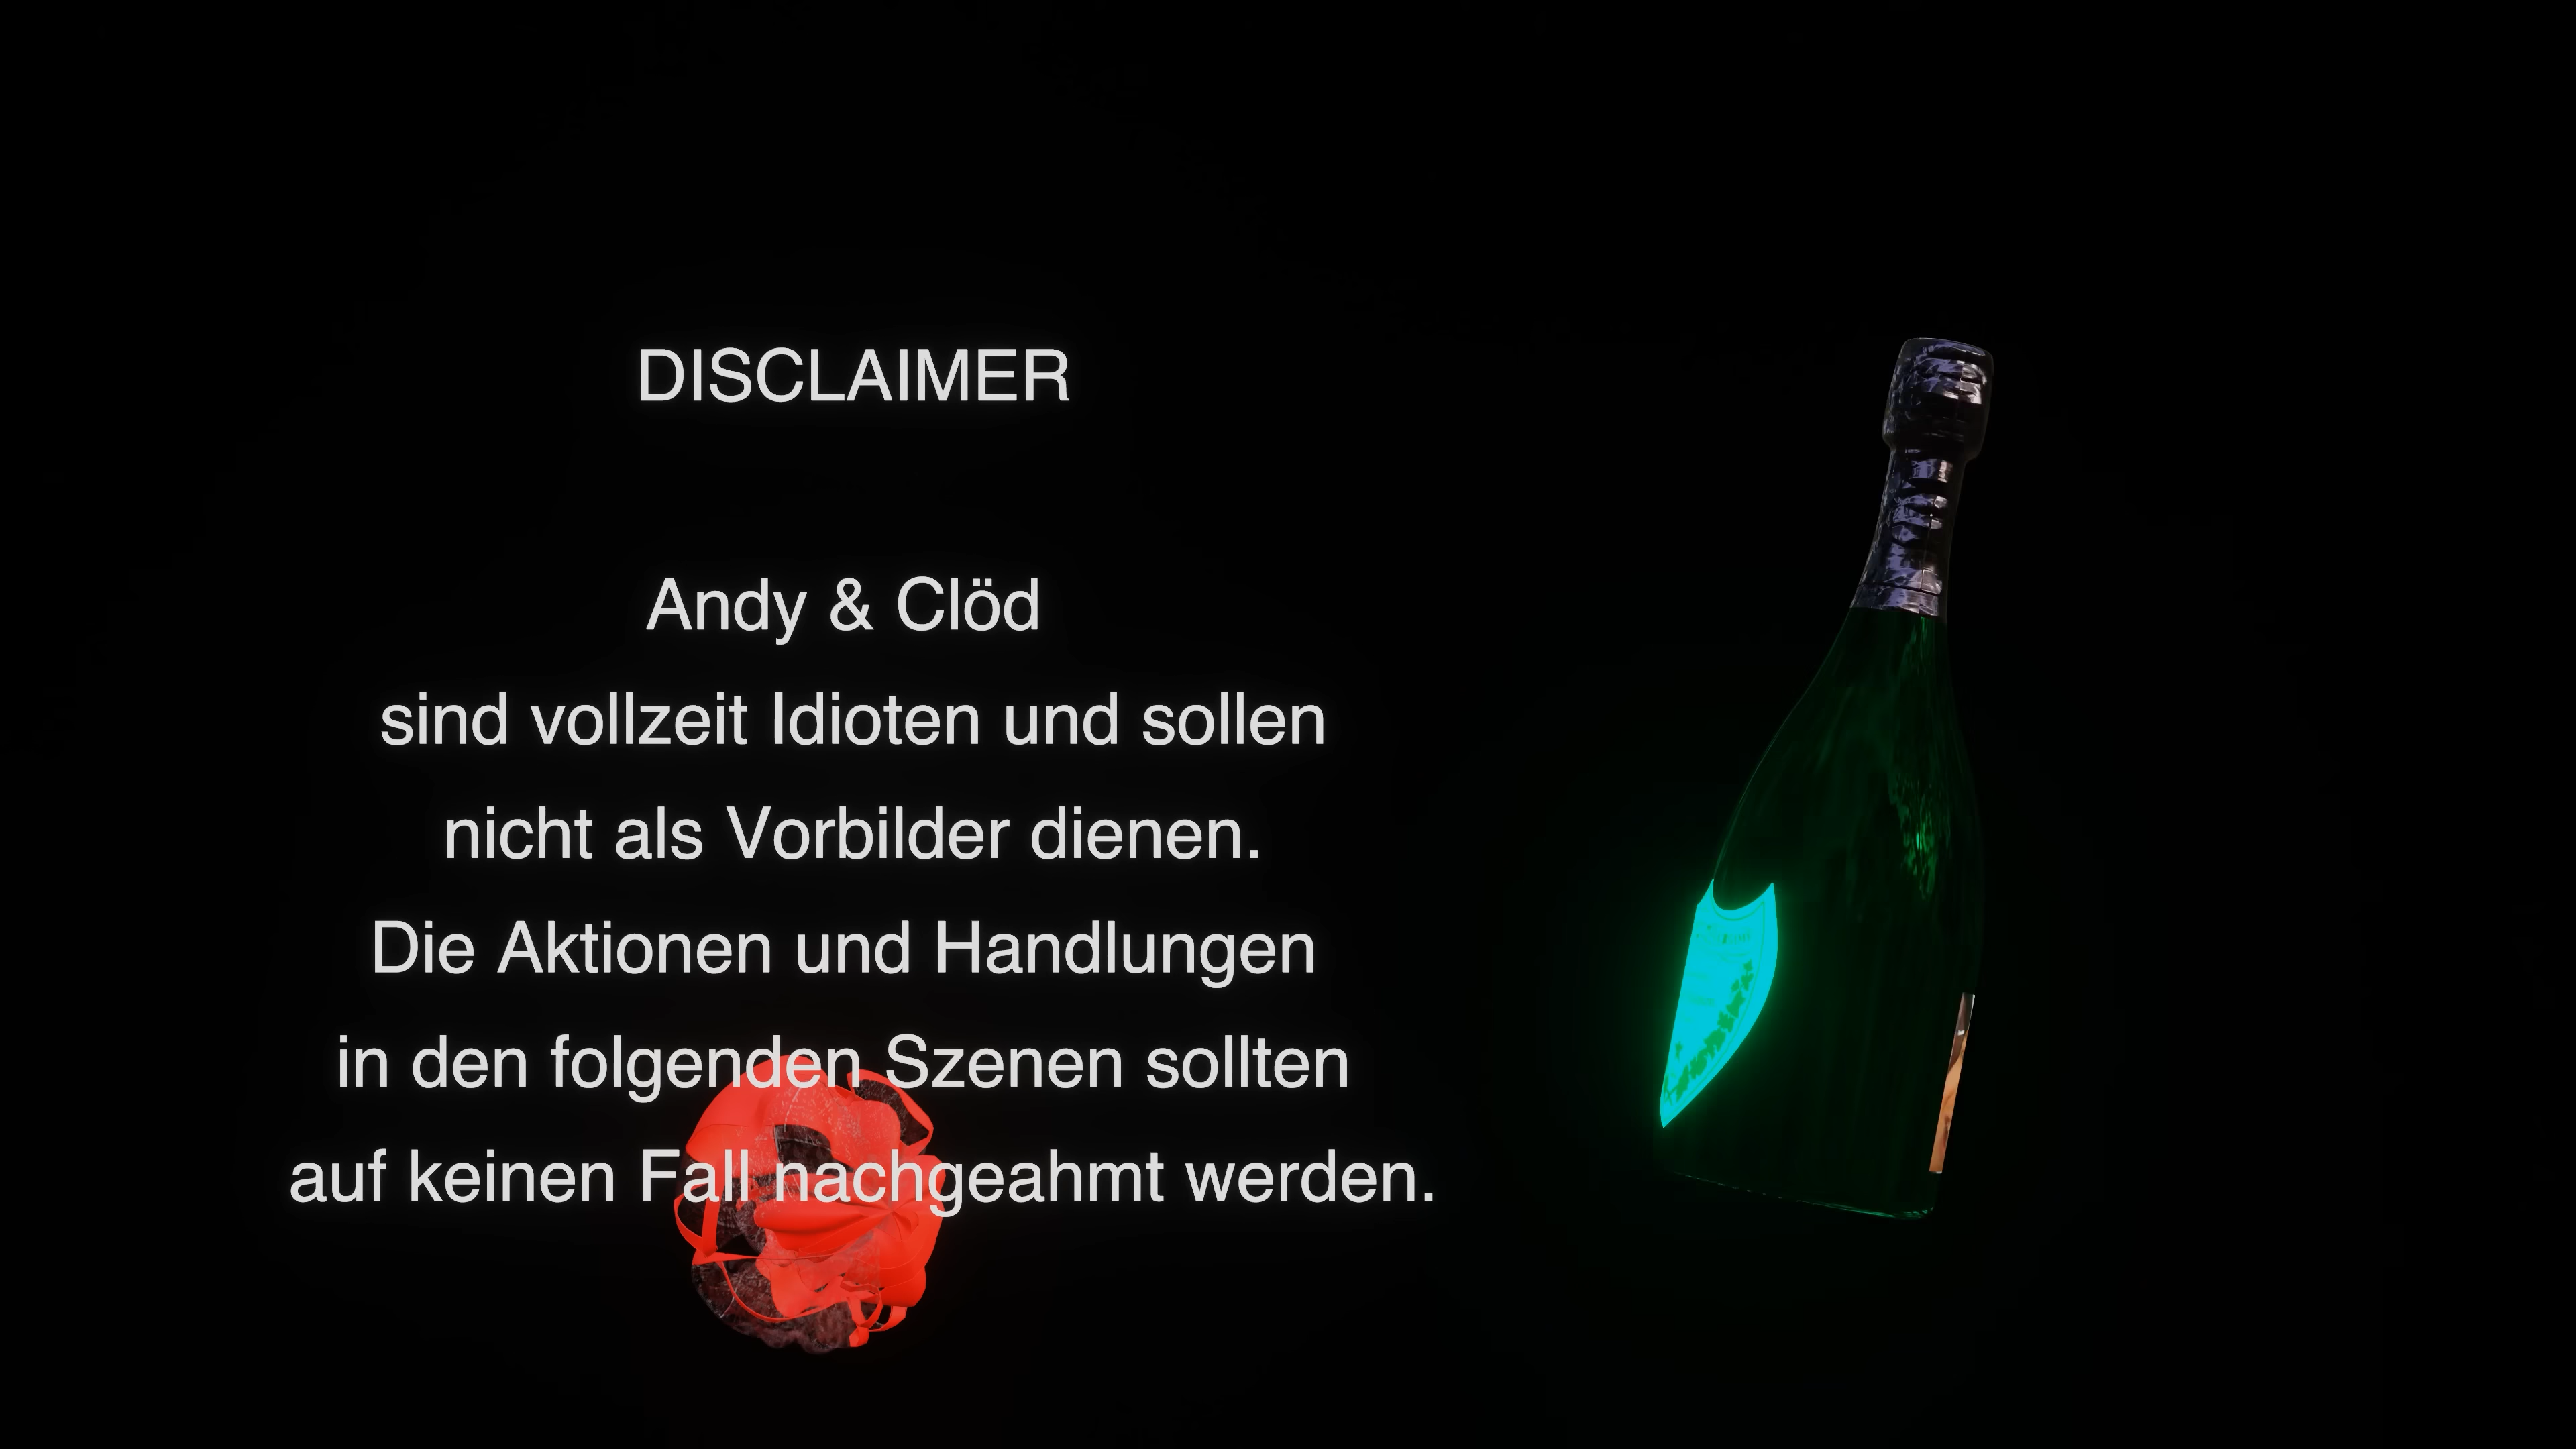 DISCLAIMER
Andy & Clöd
sind vollzeit Idioten und sollen
nicht als Vorbilder dienen.
Die Aktionen und Handlungen
in den folgenden Szenen sollten
auf keinen Fall nachgeahmt werden.